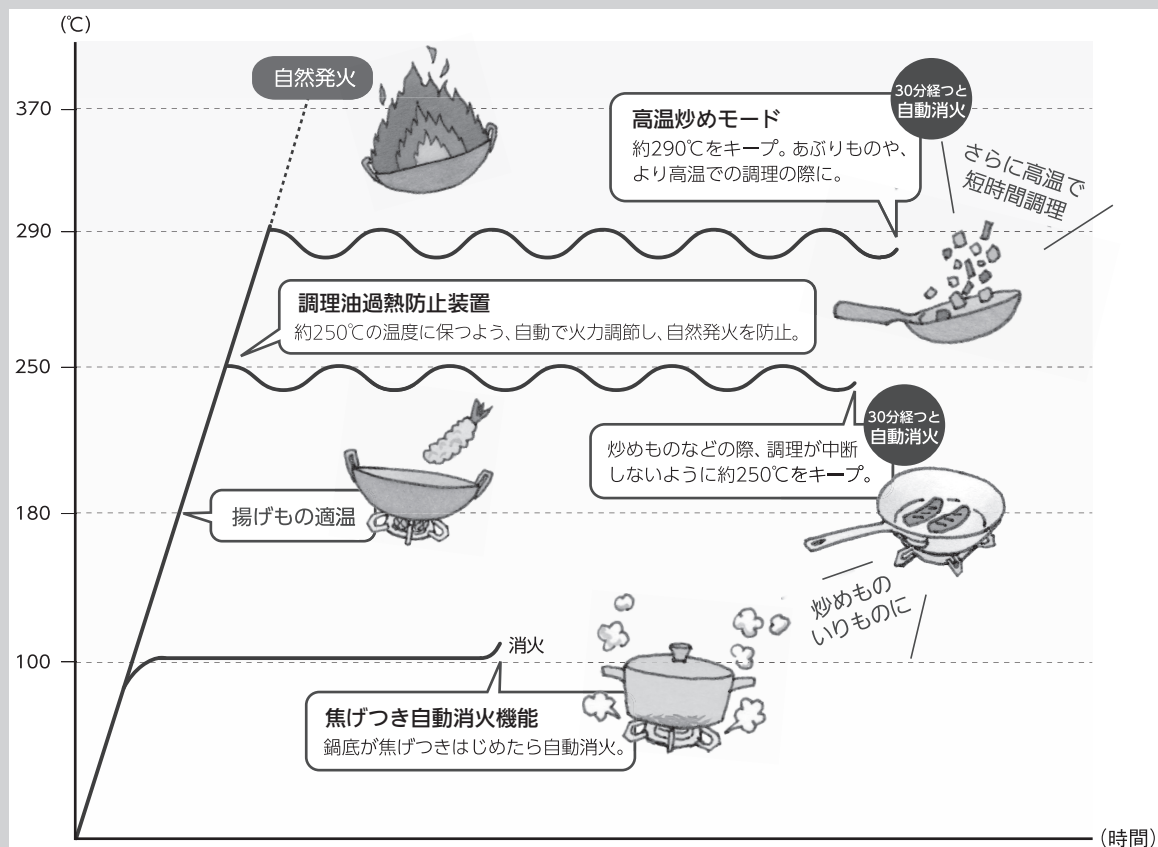 (℃)
自然発火
370
高温炒めモード
約290℃をキープ。あぶりものや、
より高温での調理の際に。
30分経つと
自動消火
さらに高温で
短時間調理
290
調理油過熱防止装置
約250℃の温度に保つよう、自動で火力調節し、自然発火を防止。
250
炒めものなどの際、調理が中断
しないように約250℃をキープ。
30分経つと
自動消火
180
揚げもの適温
炒めもの
いりものに
100
消火
焦げつき自動消火機能
鍋底が焦げつきはじめたら自動消火。
(時間)